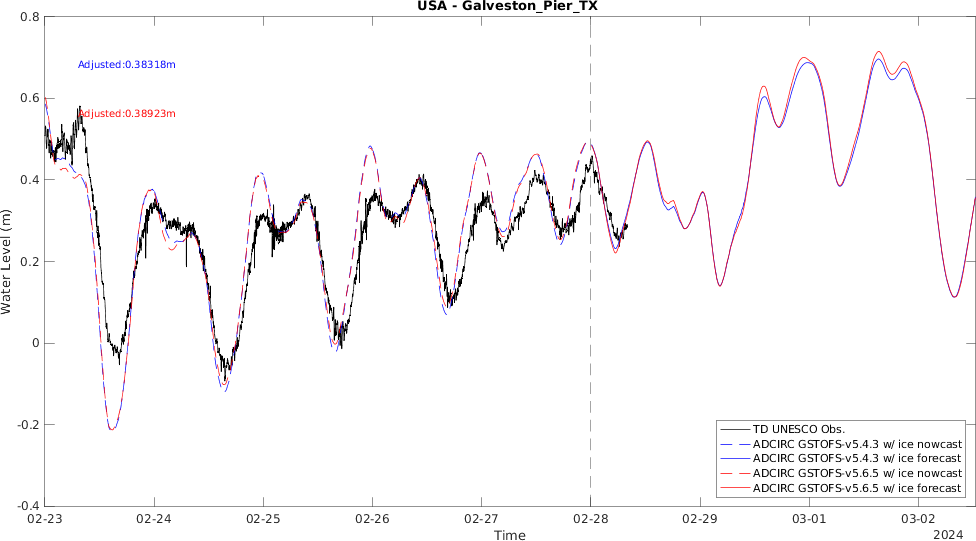 USA - Galveston_Pier_TX
0.8
Adjusted:0.38318m
0.6
Adjusted:0.38923m
0.4
Water Level (m)
0.2
0
-0.2
-0.4
TD UNESCO Obs.
ADCIRC GSTOFS-v5.4.3 w/ ice nowcast
ADCIRC GSTOFS-v5.4.3 w/ ice forecast
ADCIRC GSTOFS-v5.6.5 w/ ice nowcast
ADCIRC GSTOFS-v5.6.5 w/ ice forecast
02-23 02-24 02-25 02-26 02-27 02-28 02-29 03-01 03-02
Time
2024